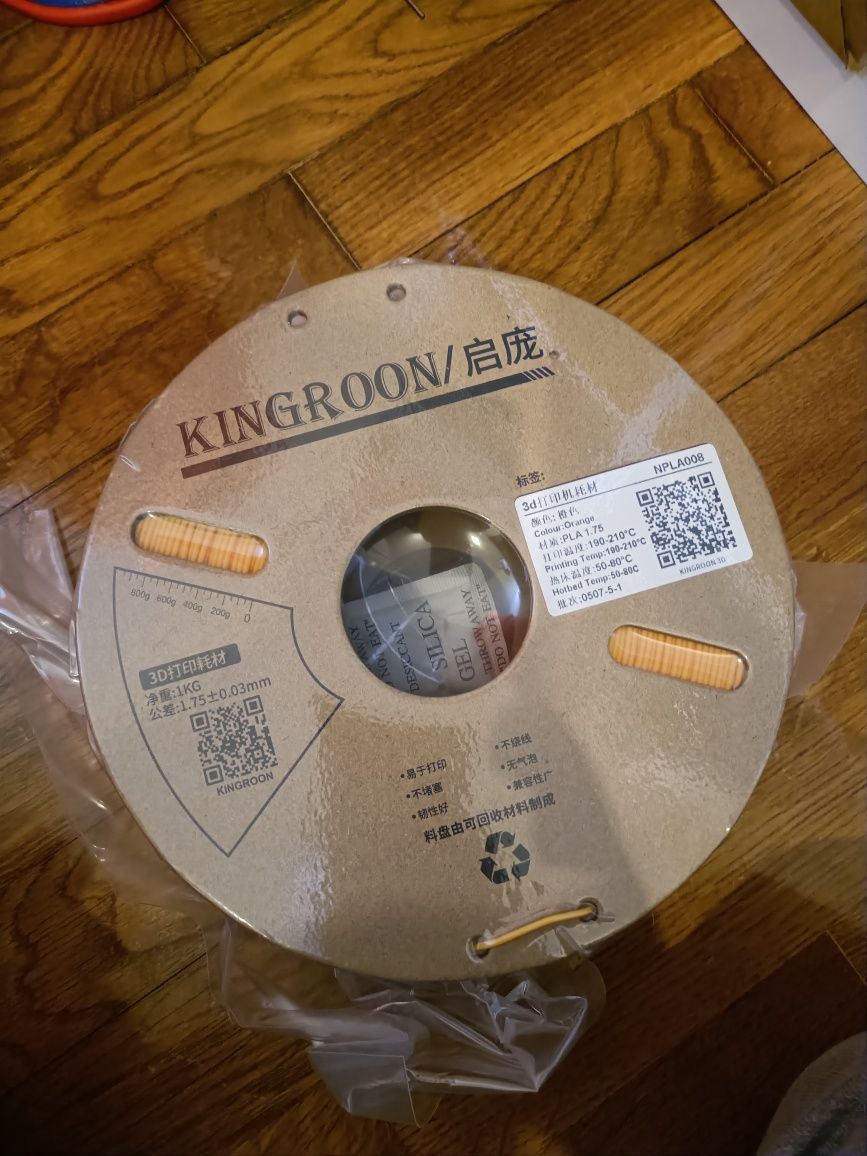 KINGROON/启庞
标签:
3d打印机耗材 NPLA008
颜色: 橙色
Colour:Orange
材质:PLA 1.75
打印温度:190-210°C
Printing Temp:190-210°C
热床温度:50-80°C
Hotbed Temp:50-80C
批次:0507-5-1
KINGROON 3D
800g 600g 400g 200g 0
3D打印耗材
净重:1KG
公差:1.75±0.03mm
KINGROON
SILICA
GEL
THROW AWAY
"DO NOT EAT"
DESICCANT
•易于打印
•不堵塞
•韧性好
•不绕线
•无气泡
•兼容性广
料盘由可回收材料制成